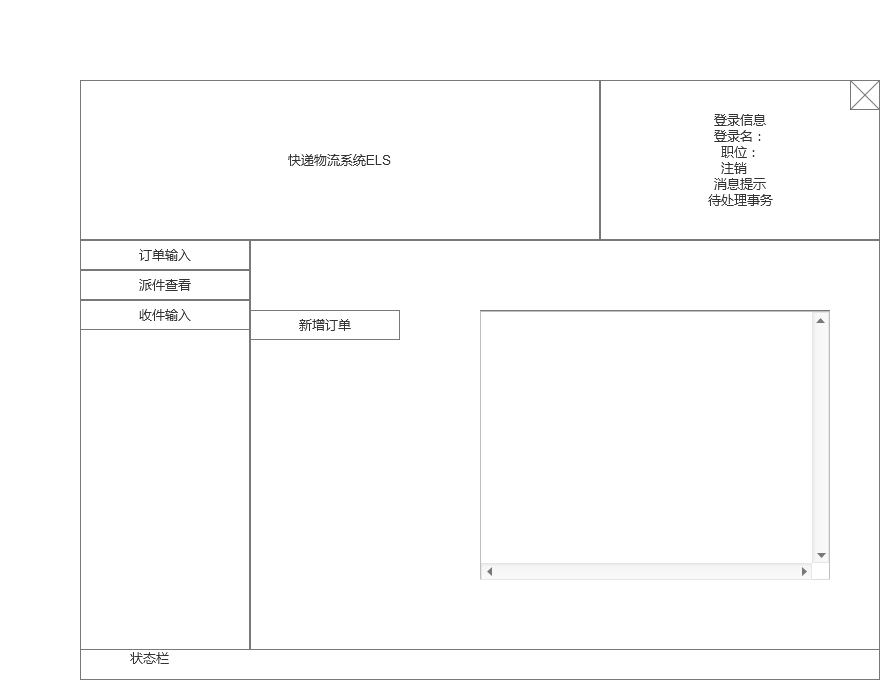 快递物流系统ELS
登录信息
登录名：
职位：
注销
消息提示
待处理事务
订单输入
派件查看
收件输入
新增订单
状态栏